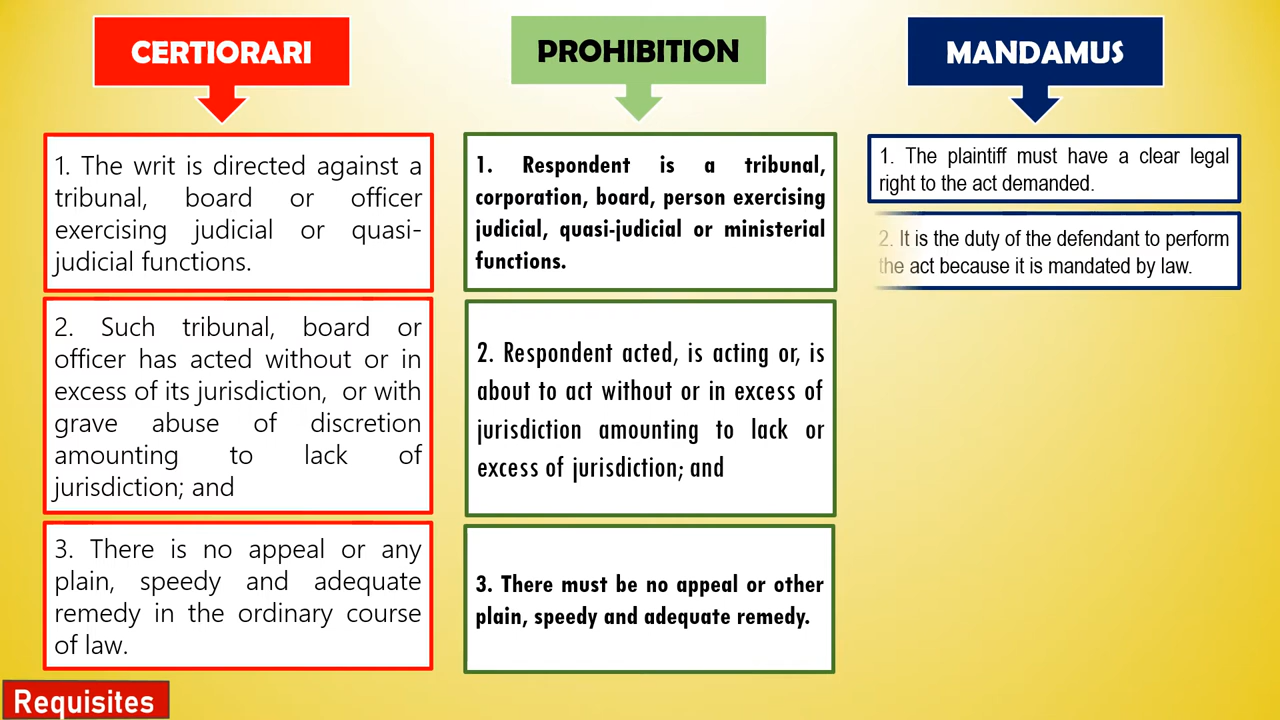 CERTIORARI
1. The writ is directed against a
tribunal, board or officer
exercising judicial or quasi-
judicial functions.
2. Such tribunal, board or
officer has acted without or in
excess of its jurisdiction, or with
grave abuse of discretion
amounting to lack of
jurisdiction; and
3. There is no appeal or any
plain, speedy and adequate
remedy in the ordinary course
of law.
PROHIBITION
1. Respondent is a tribunal,
corporation, board, person exercising
judicial, quasi-judicial or ministerial
functions.
2. Respondent acted, is acting or, is
about to act without or in excess of
jurisdiction amounting to lack or
excess of jurisdiction; and
3. There must be no appeal or other
plain, speedy and adequate remedy.
MANDAMUS
1. The plaintiff must have a clear legal
right to the act demanded.
2. It is the duty of the defendant to perform
the act because it is mandated by law.
Requisites